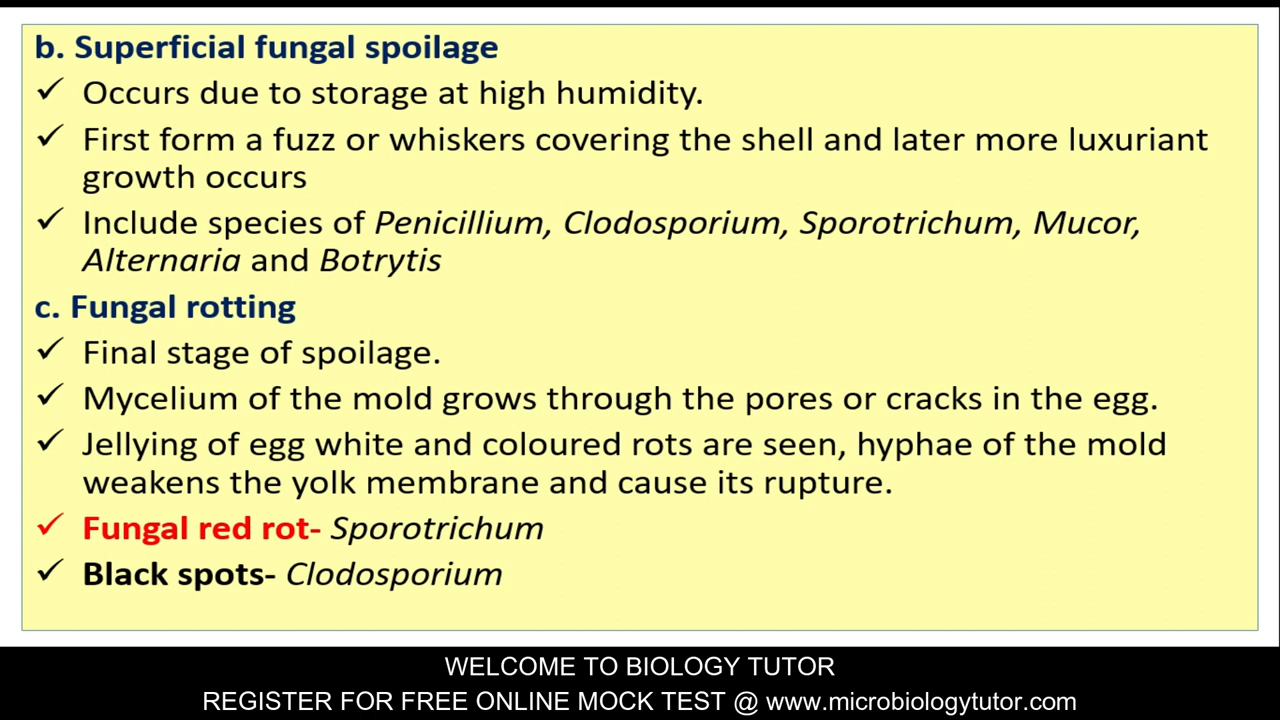 b. Superficial fungal spoilage
✓ Occurs due to storage at high humidity.
✓ First form a fuzz or whiskers covering the shell and later more luxuriant
growth occurs
✓ Include species of Penicillium, Clodosporium, Sporotrichum, Mucor,
Alternaria and Botrytis
c. Fungal rotting
✓ Final stage of spoilage.
✓ Mycelium of the mold grows through the pores or cracks in the egg.
✓ Jellying of egg white and coloured rots are seen, hyphae of the mold
weakens the yolk membrane and cause its rupture.
✓ Fungal red rot- Sporotrichum
✓ Black spots- Clodosporium
WELCOME TO BIOLOGY TUTOR
REGISTER FOR FREE ONLINE MOCK TEST @ www.microbiologytutor.com